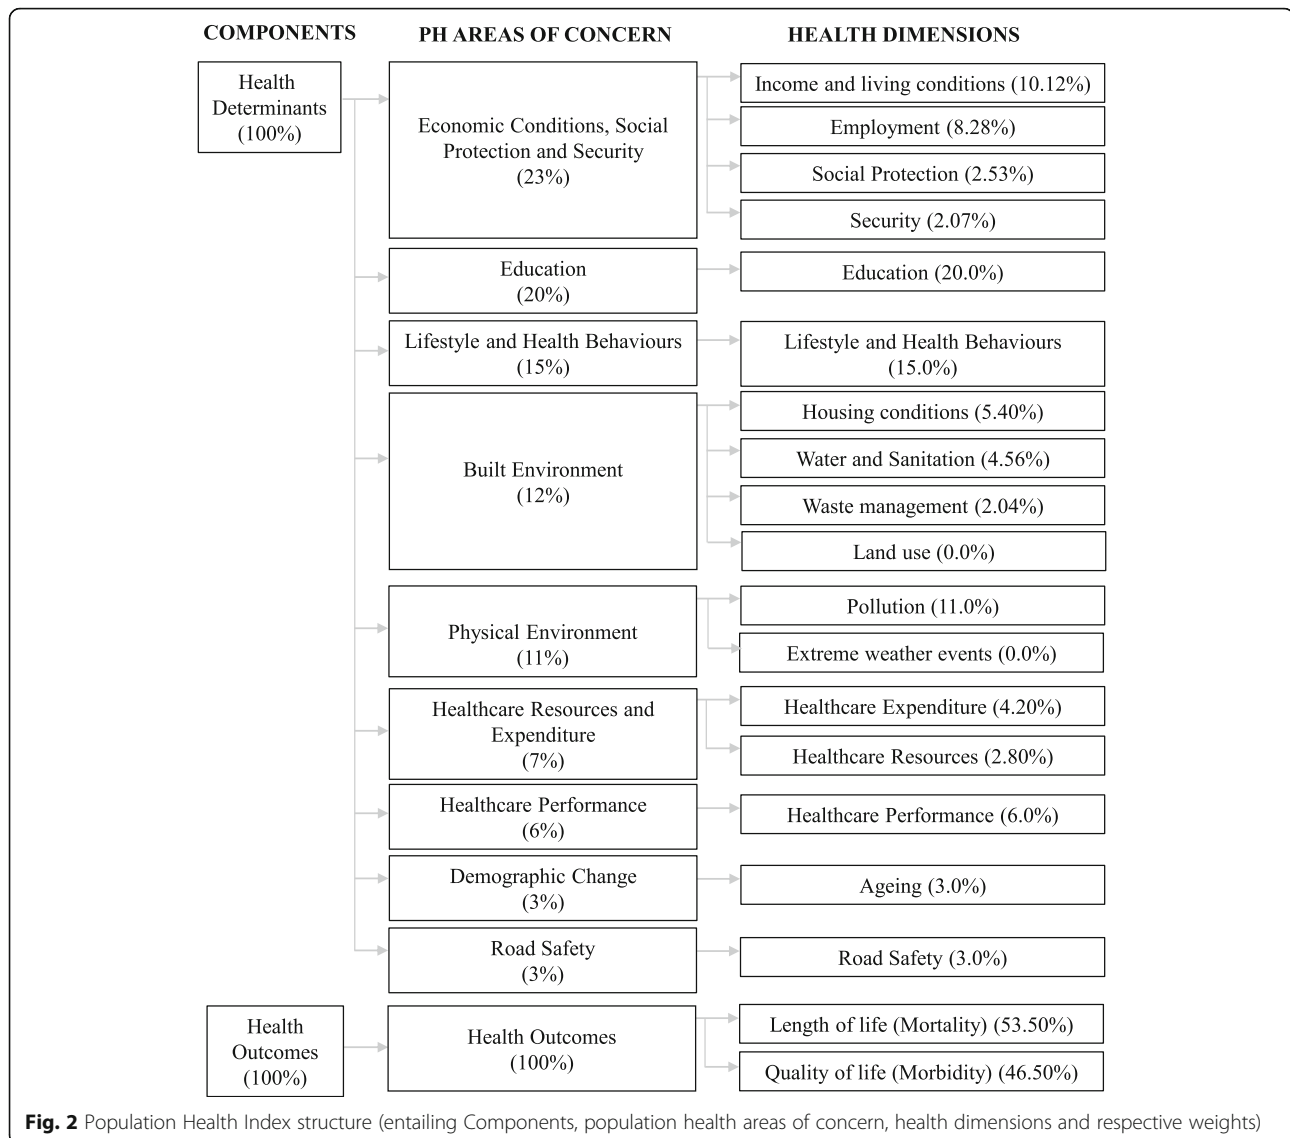 COMPONENTS
PH AREAS OF CONCERN
HEALTH DIMENSIONS
Health
Determinants
(100%)
Economic Conditions, Social
Protection and Security
(23%)
Income and living conditions (10.12%)
Employment (8.28%)
Social Protection (2.53%)
Security (2.07%)
Education
(20%)
Education (20.0%)
Lifestyle and Health Behaviours
(15%)
Lifestyle and Health Behaviours
(15.0%)
Built Environment
(12%)
Housing conditions (5.40%)
Water and Sanitation (4.56%)
Waste management (2.04%)
Land use (0.0%)
Physical Environment
(11%)
Pollution (11.0%)
Extreme weather events (0.0%)
Healthcare Resources and
Expenditure
(7%)
Healthcare Expenditure (4.20%)
Healthcare Resources (2.80%)
Healthcare Performance
(6%)
Healthcare Performance (6.0%)
Demographic Change
(3%)
Ageing (3.0%)
Road Safety
(3%)
Road Safety (3.0%)
Health
Outcomes
(100%)
Health Outcomes
(100%)
Length of life (Mortality) (53.50%)
Quality of life (Morbidity) (46.50%)
Fig. 2 Population Health Index structure (entailing Components, population health areas of concern, health dimensions and respective weights)